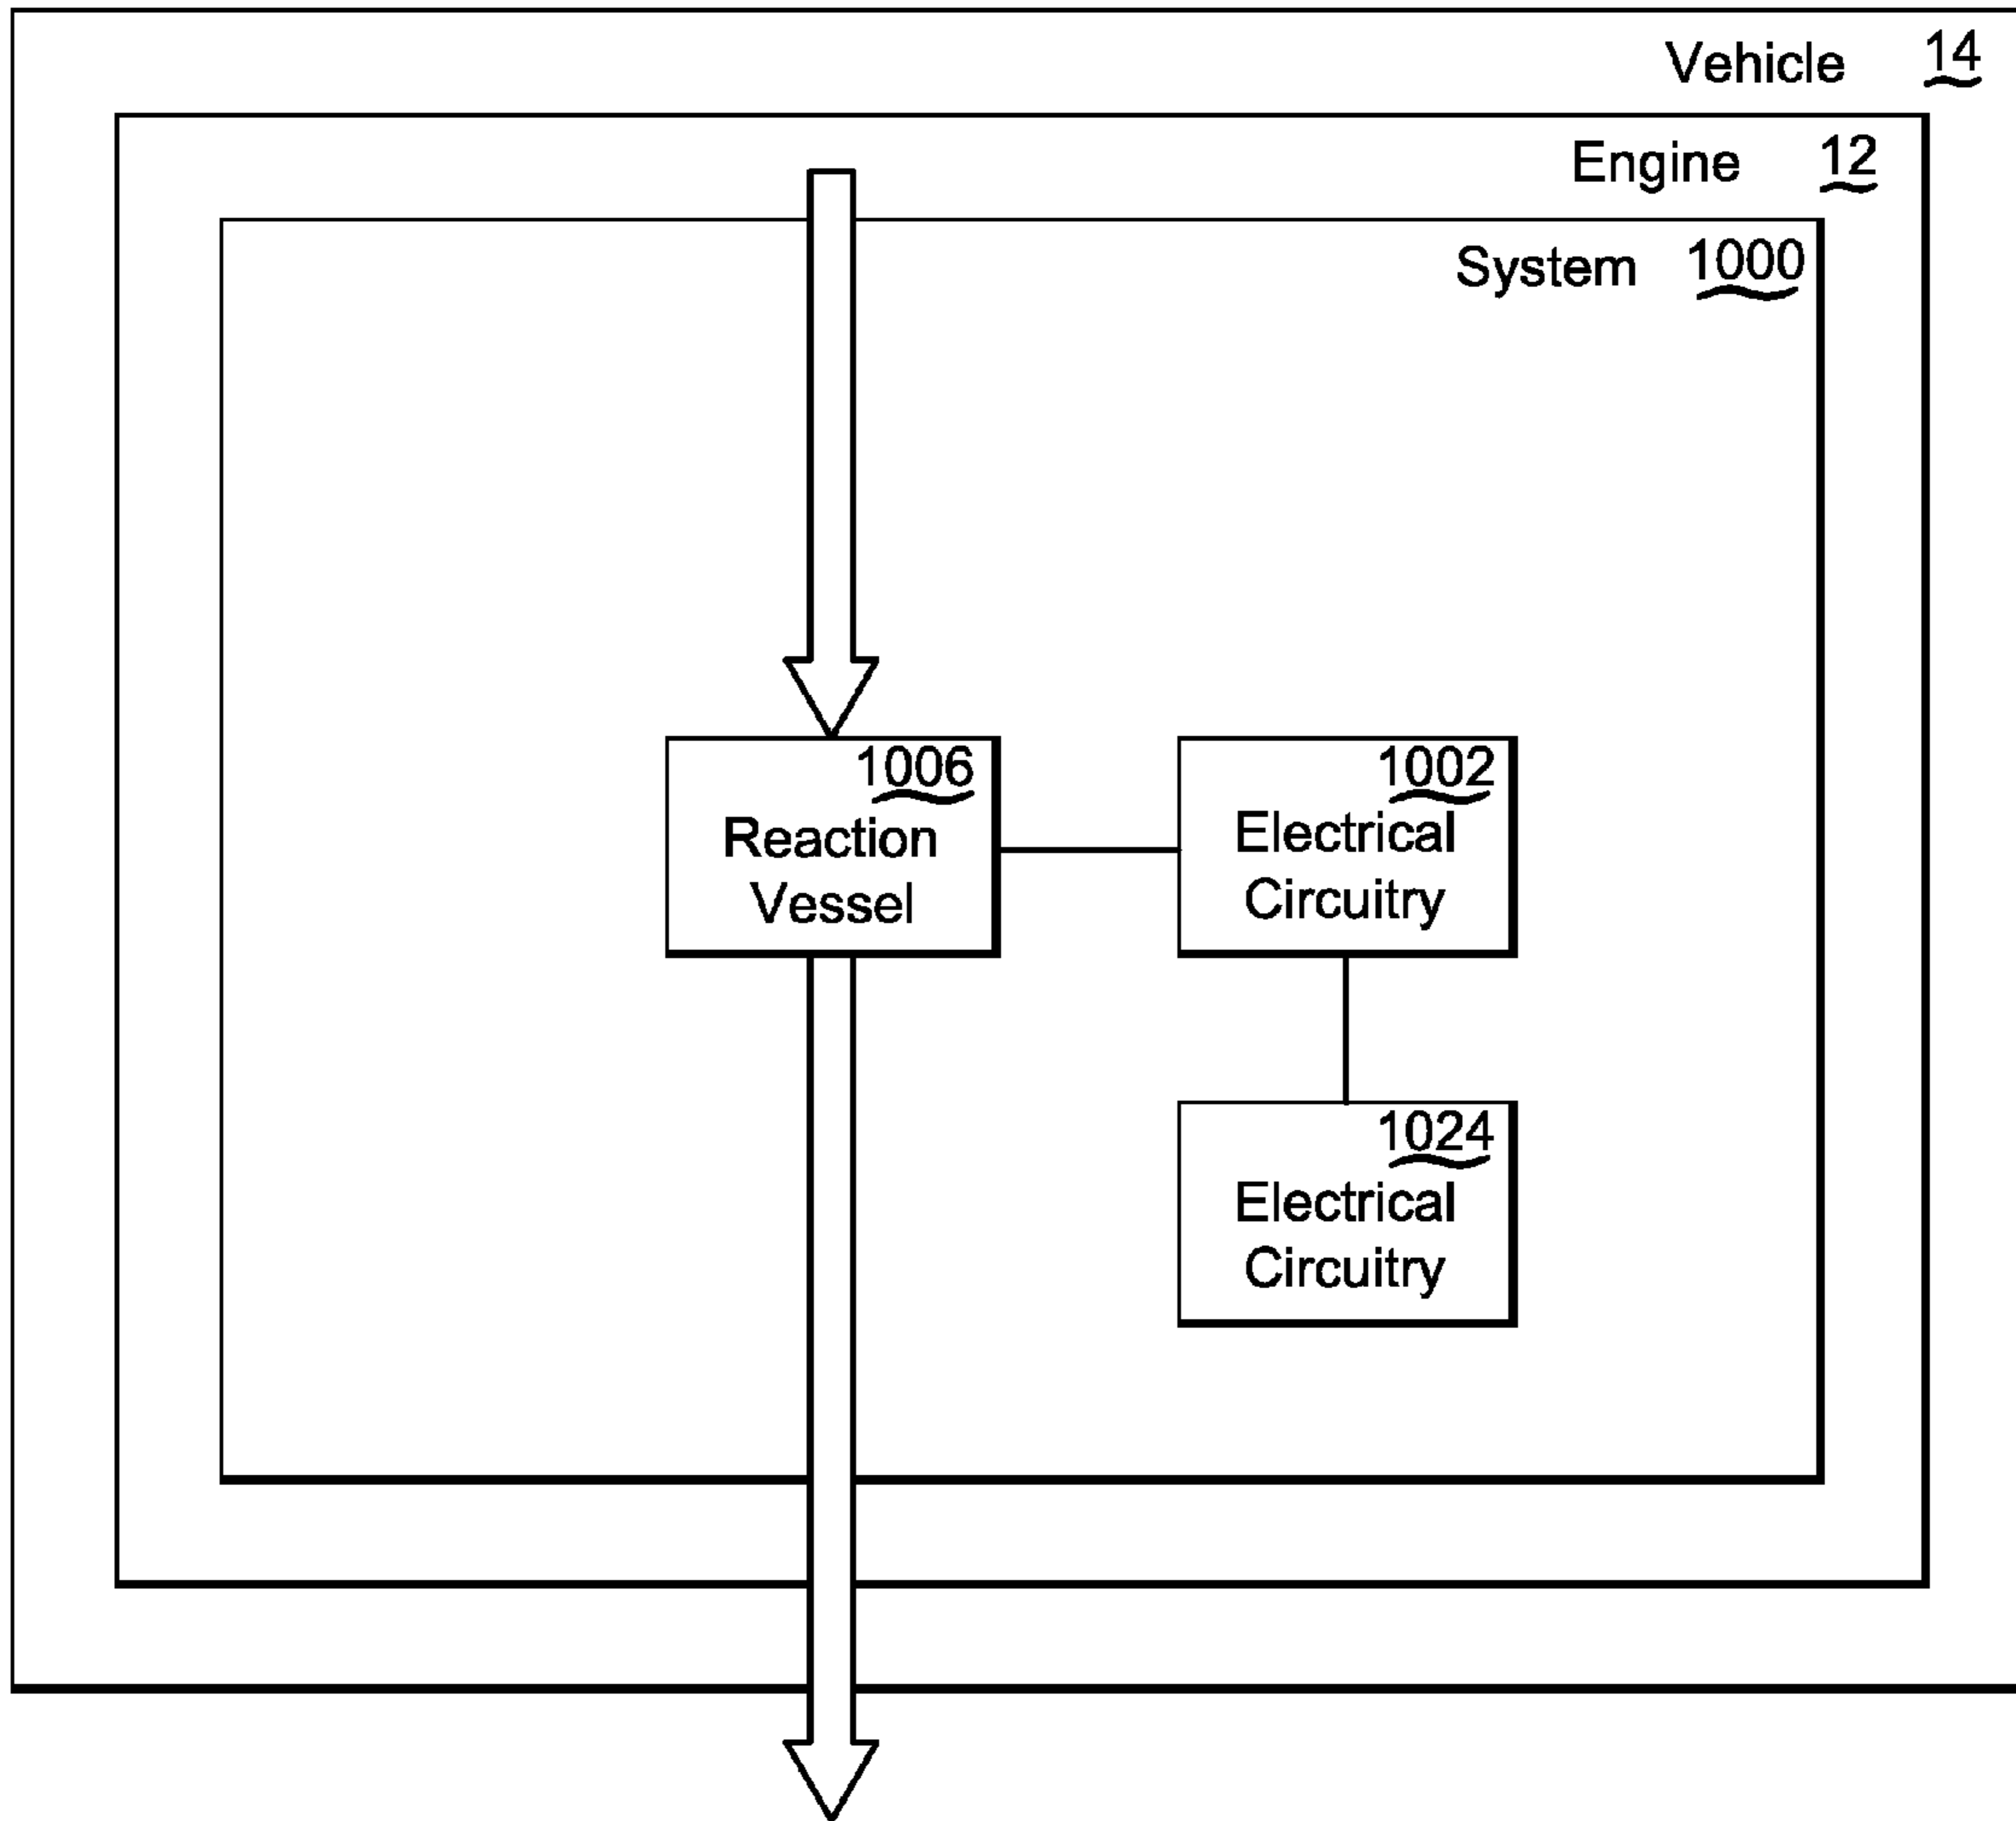 Vehicle 14
Engine 12
System 1000
1006
Reaction
Vessel
1002
Electrical
Circuitry
1024
Electrical
Circuitry